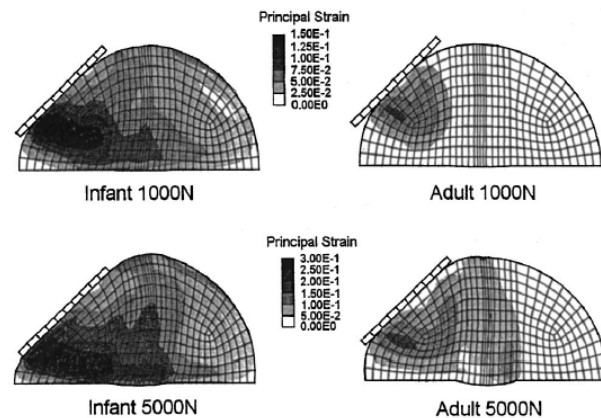 Principal Strain
1.50E-1
1.25E-1
1.00E-1
7.50E-2
5.00E-2
2.50E-2
0.00E0
Infant 1000N
Adult 1000N
Principal Strain
3.00E-1
2.50E-1
2.00E-1
1.50E-1
1.00E-1
5.00E-2
0.00E0
Infant 5000N
Adult 5000N